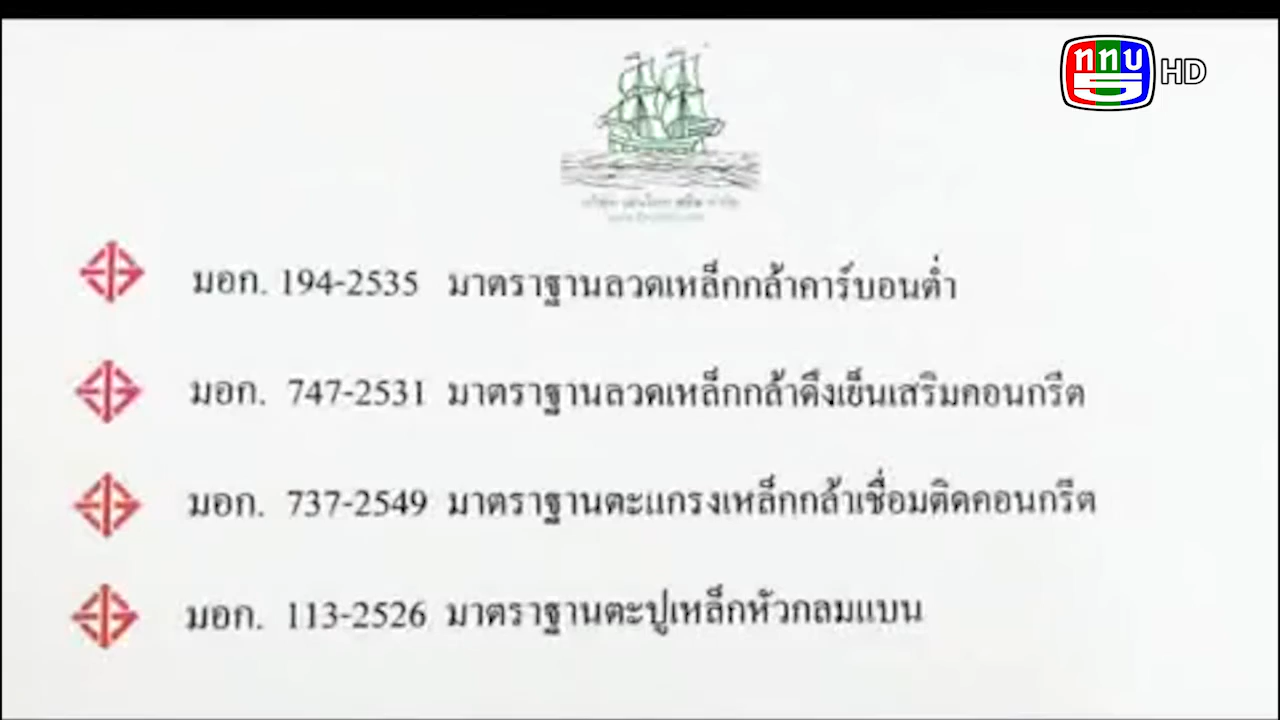 ททบ 5 HD
มอก. 194-2535 มาตราฐานลวดเหล็กกล้าคาร์บอนต่ำ
มอก. 747-2531 มาตราฐานลวดเหล็กกล้าดึงเย็นเสริมคอนกรีต
มอก. 737-2549 มาตราฐานตะแกรงเหล็กกล้าเชื่อมติดคอนกรีต
มอก. 113-2526 มาตราฐานตะปูเหล็กหัวกลมแบน